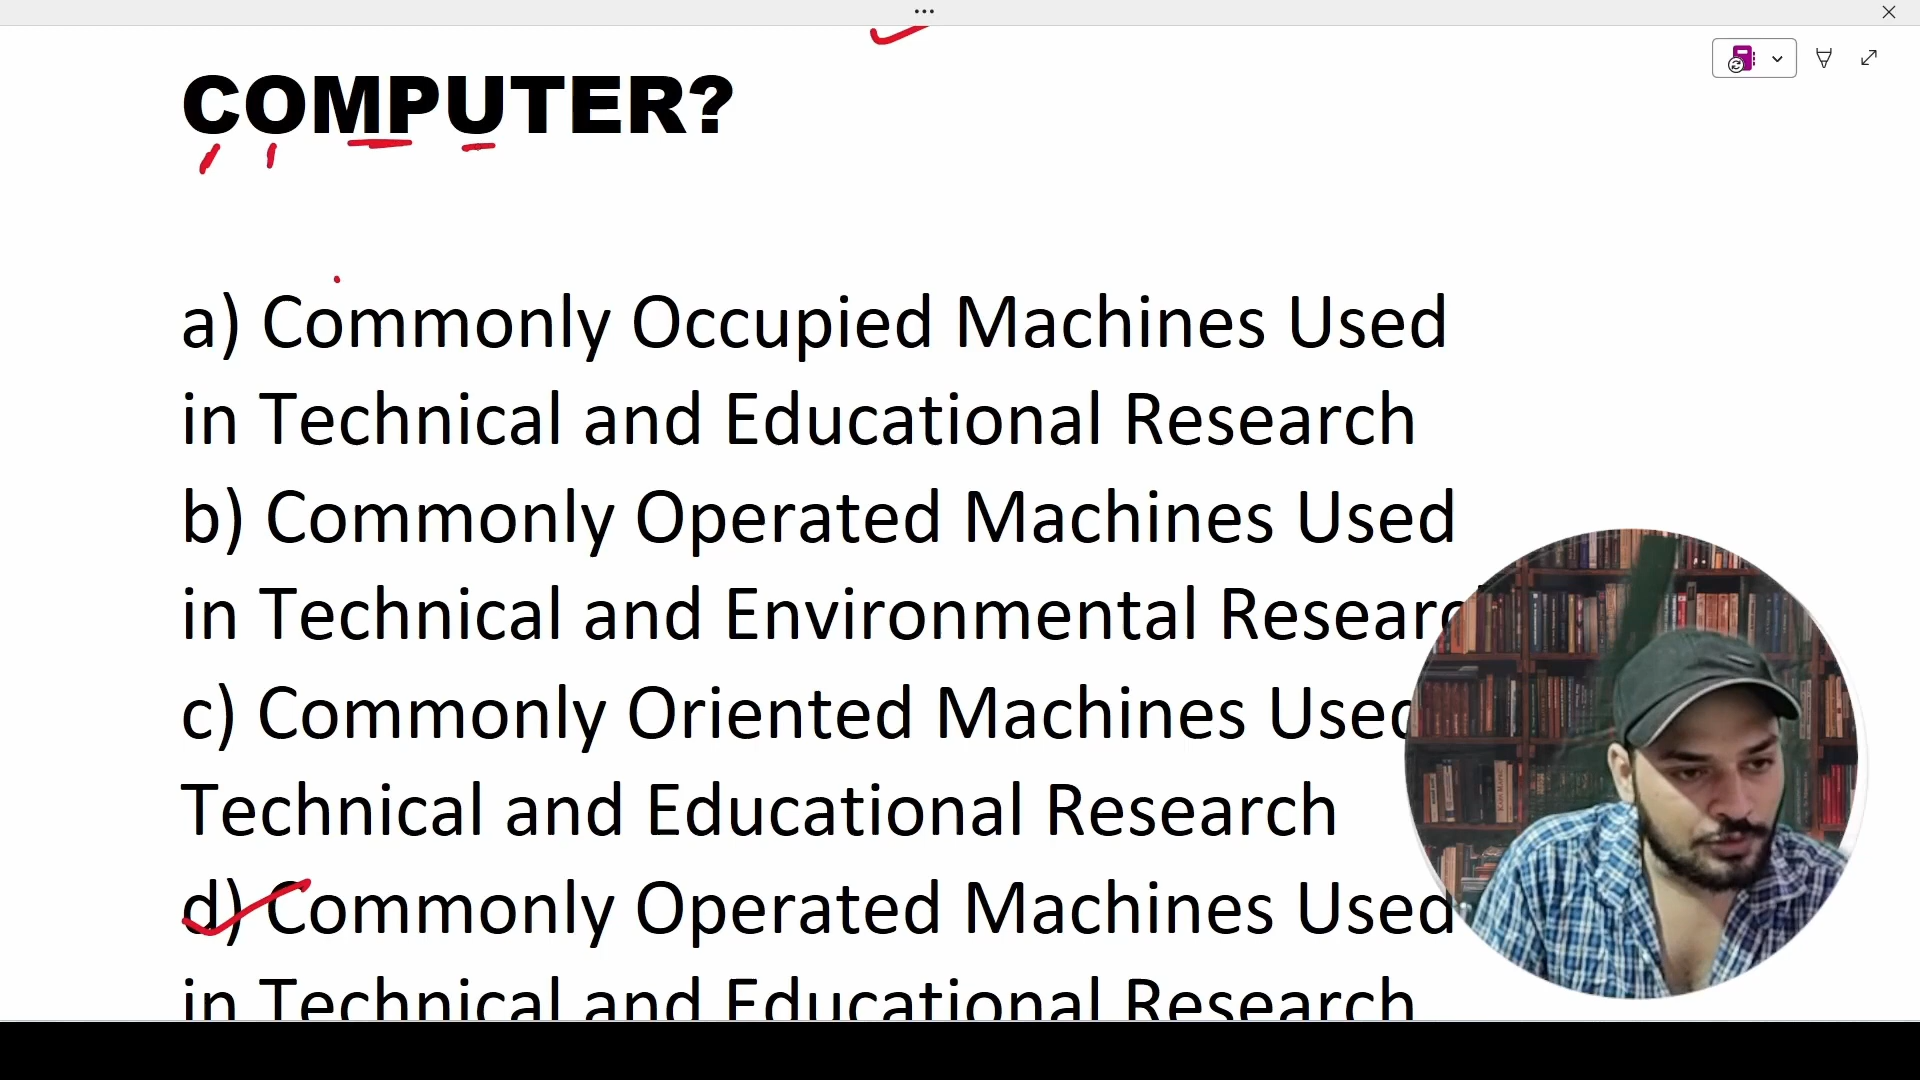 COMPUTER?
a) Commonly Occupied Machines Used
in Technical and Educational Research
b) Commonly Operated Machines Used
in Technical and Environmental
c) Commonly Oriented Machines Used
Technical and Educational Research
d) Commonly Operated Machines Used
in Technical and Educational Research